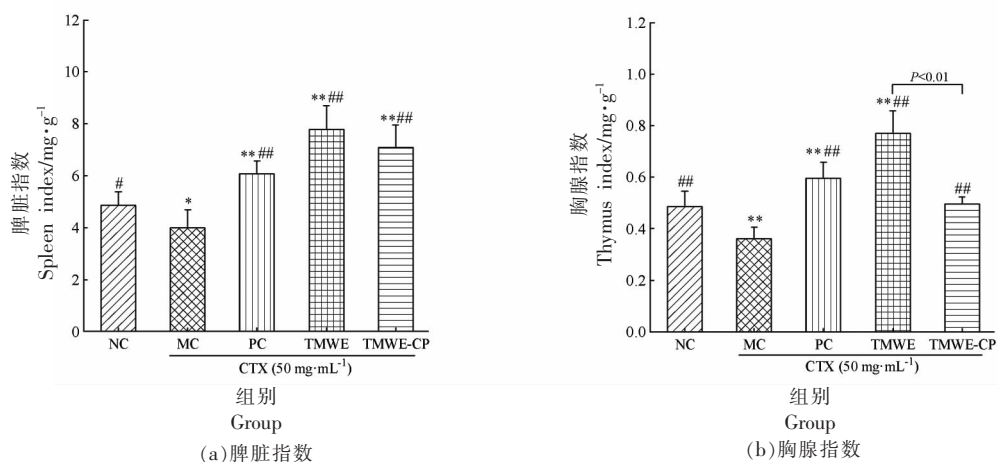 12
10
8
6
4
2
0
脾脏指数
Spleen index/mg·g⁻¹
#
*
** ##
**##
**##
NC
MC
PC
TMWE
TMWE-CP
CTX (50 mg·mL⁻¹)
组别
Group
(a)脾脏指数
1.2
1.0
0.8
0.6
0.4
0.2
0.0
胸腺指数
Thymus index/mg·g⁻¹
##
**
** ##
**##
P<0.01
##
NC
MC
PC
TMWE
TMWE-CP
CTX (50 mg·mL⁻¹)
组别
Group
(b)胸腺指数